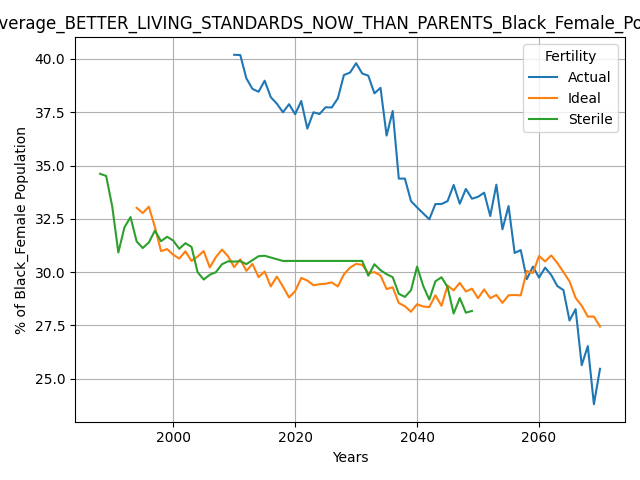 verage_BETTER_LIVING_STANDARDS_NOW_THAN_PARENTS_Black_Female_Po
Fertility
Actual
Ideal
Sterile
% of Black_Female Population
40.0
37.5
35.0
32.5
30.0
27.5
25.0
2000
2020
2040
2060
Years